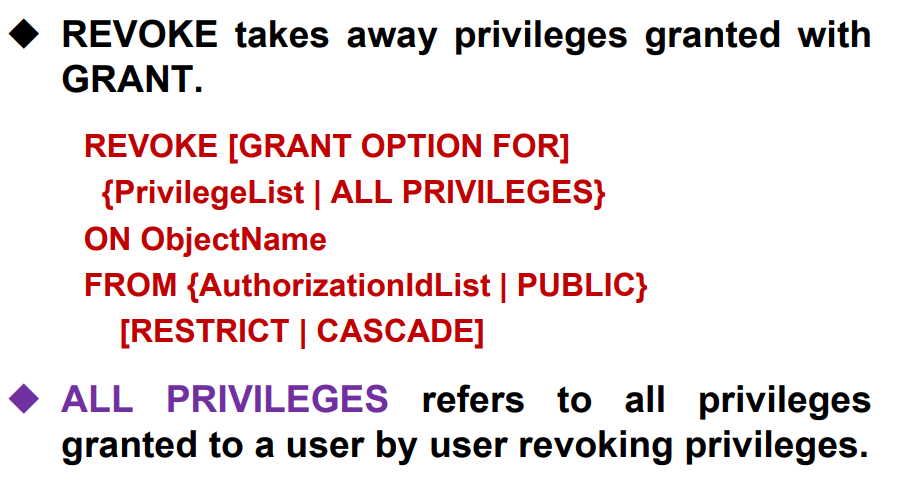 REVOKE takes away privileges granted with
GRANT.
REVOKE [GRANT OPTION FOR]
{PrivilegeList | ALL PRIVILEGES}
ON ObjectName
FROM {AuthorizationIdList | PUBLIC}
[RESTRICT | CASCADE]
ALL PRIVILEGES refers to all privileges
granted to a user by user revoking privileges.